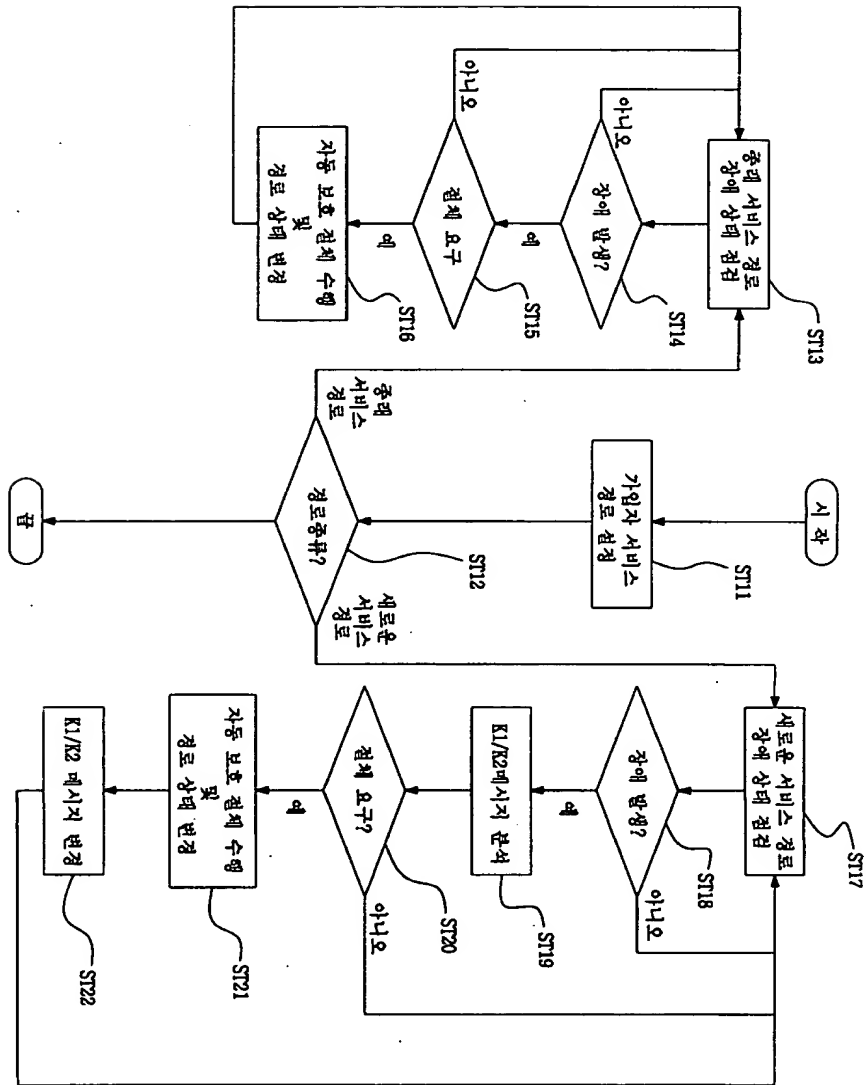 시 작
가입자 서비스
경로 설정
ST11
경로종류?
ST12
종래
서비스
경로
새로운
서비스
경로
끝
종래 서비스 경로
장애 상태 점검
ST13
장애 발생?
ST14
아니요
예
절체 요구
ST15
아니요
예
자동 보호 절체 수행
및
경로 상태 변경
ST16
새로운 서비스 경로
장애 상태 점검
ST17
장애 발생?
ST18
아니요
예
K1/K2메시지 분석
ST19
절체 요구?
ST20
아니요
예
자동 보호 절체 수행
및
경로 상태 변경
ST21
K1/K2 메시지 변경
ST22